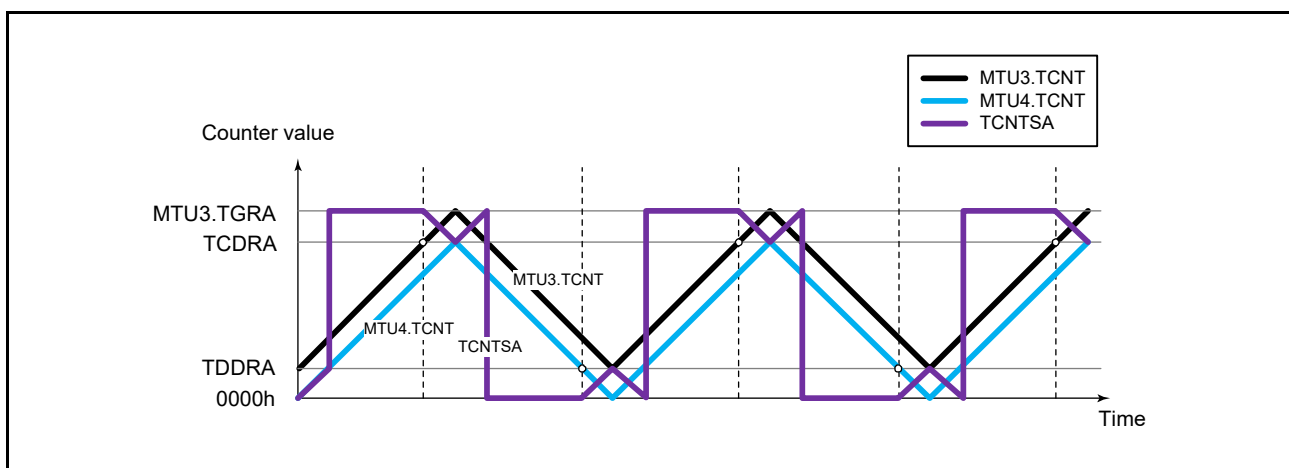 MTU3.TCNT
MTU4.TCNT
TCNTSA
Counter value
MTU3.TGRA
TCDRA
MTU3.TCNT
MTU4.TCNT
TCNTSA
TDDRA
0000h
Time